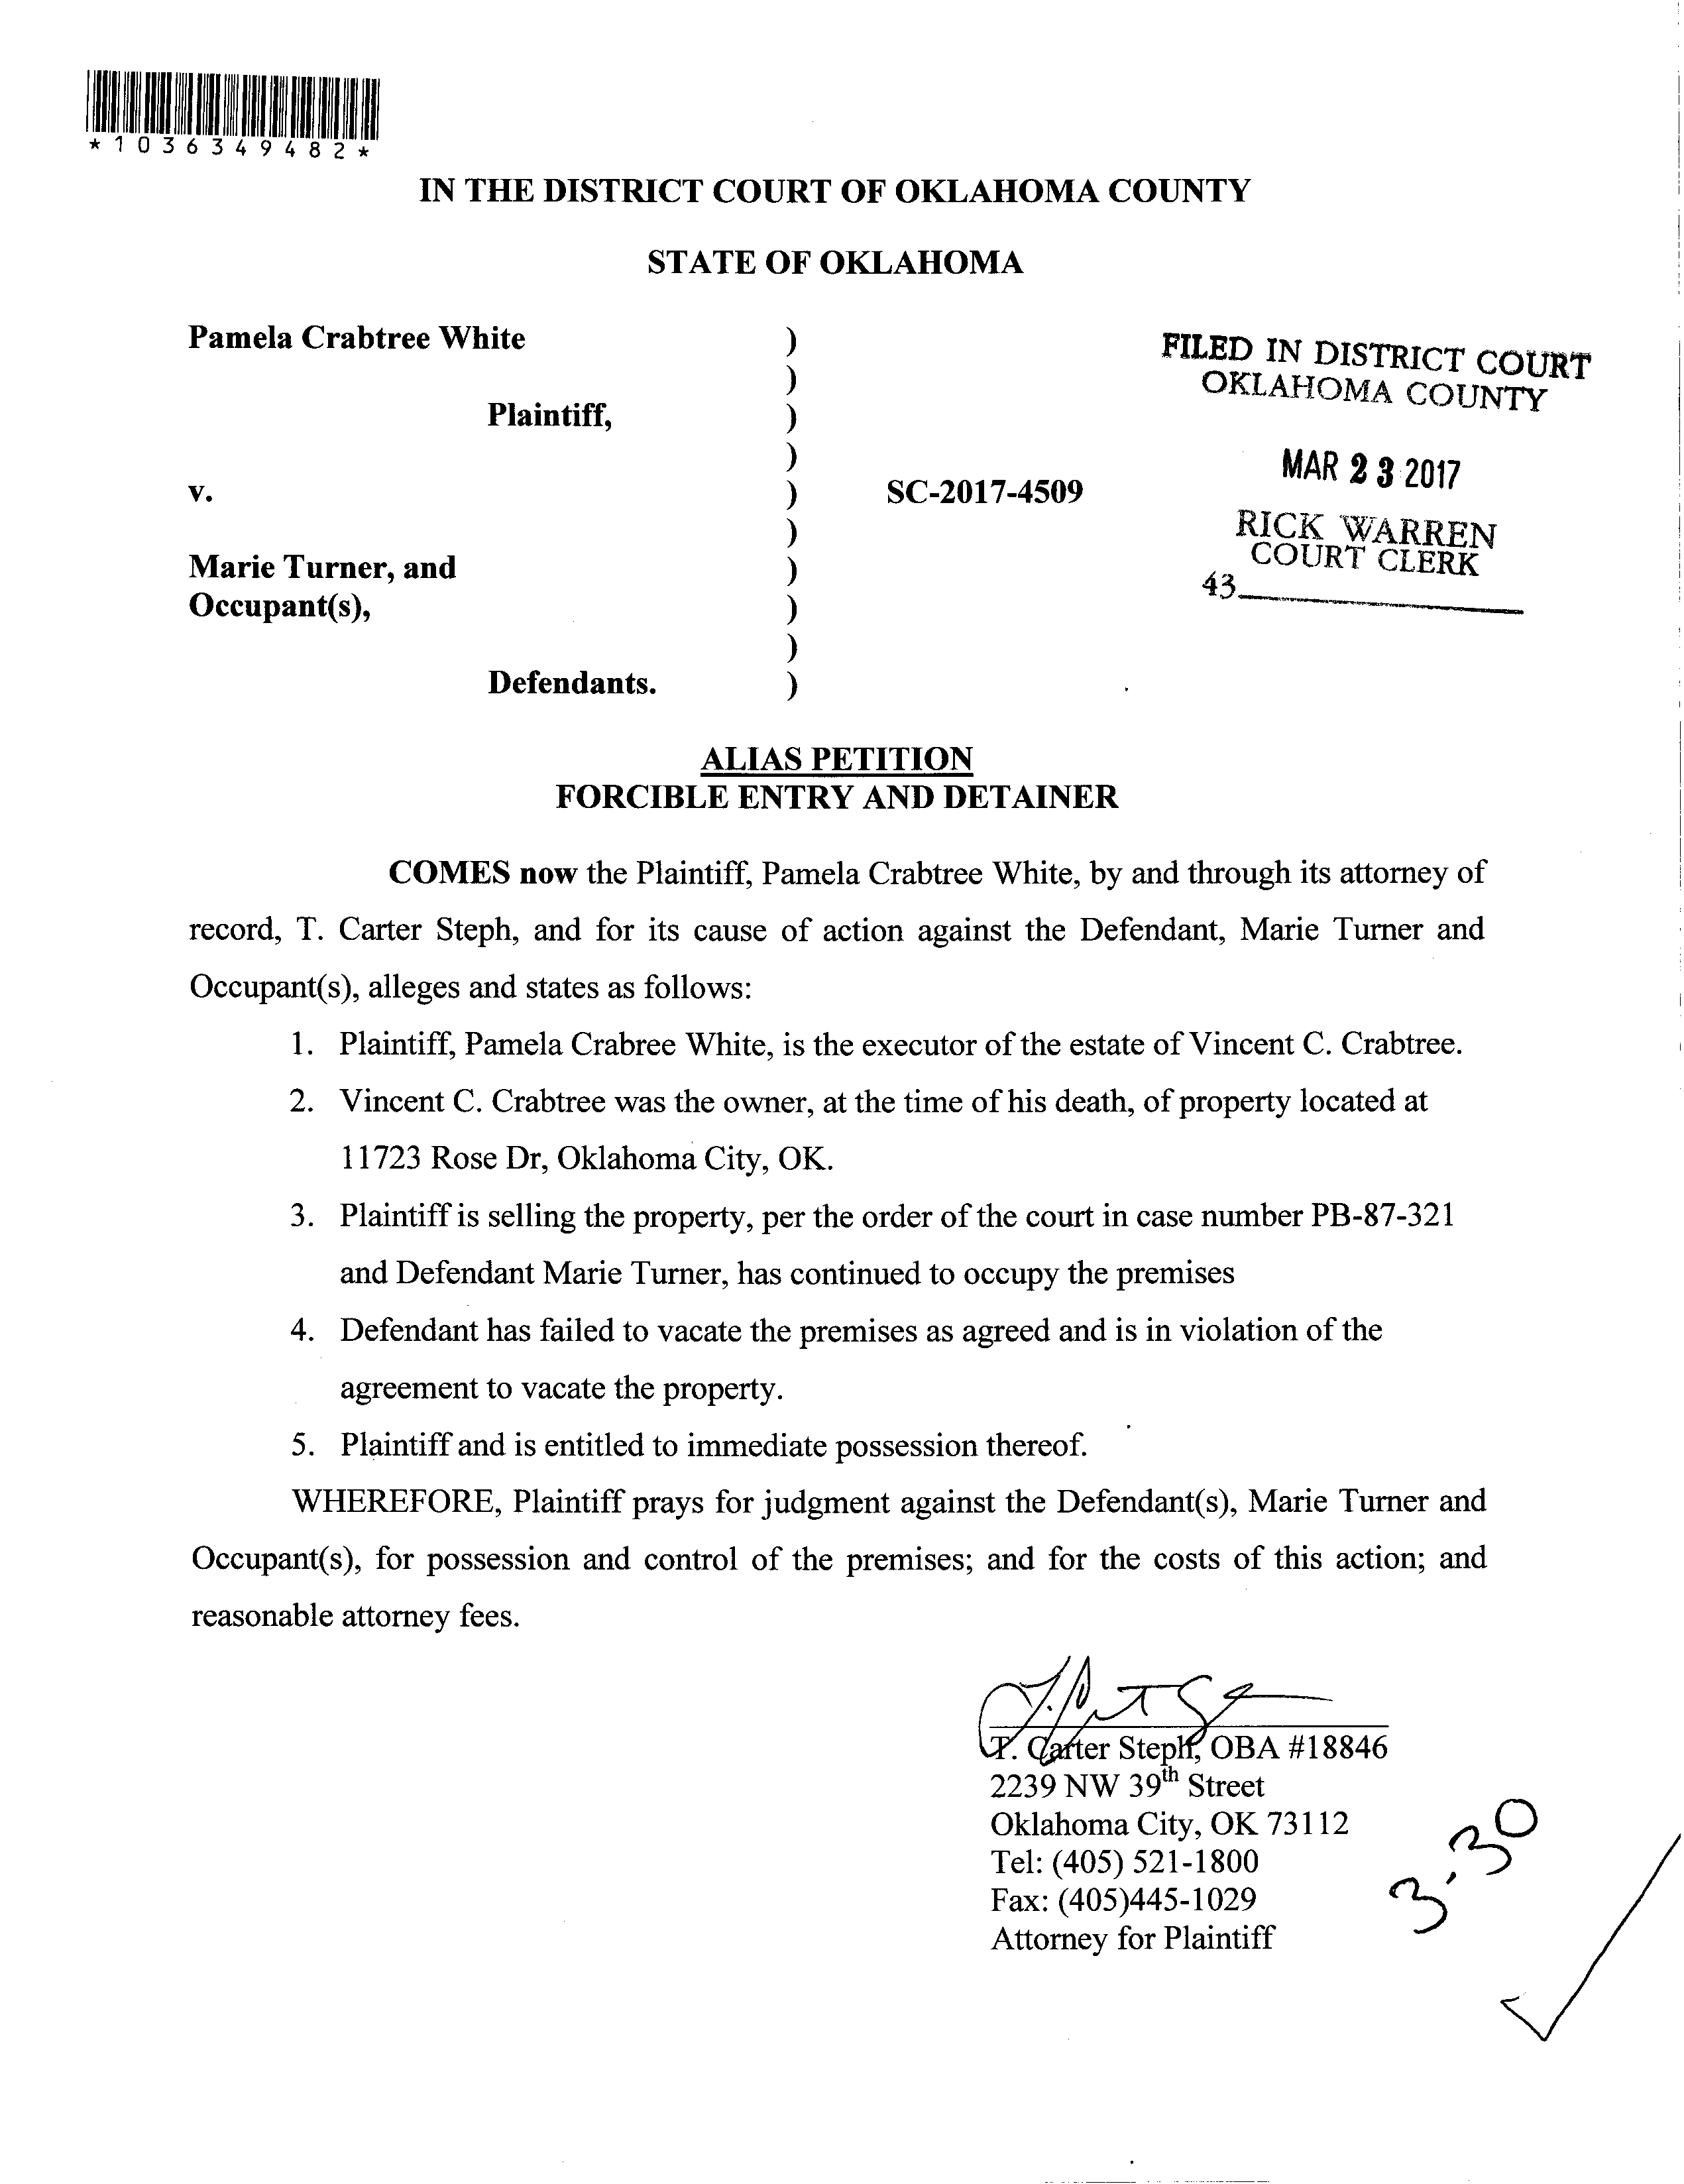 *1036349482*
IN THE DISTRICT COURT OF OKLAHOMA COUNTY
STATE OF OKLAHOMA
Pamela Crabtree White )
)
Plaintiff, )
)
v. ) SC-2017-4509
)
Marie Turner, and )
Occupant(s), )
)
Defendants. )
FILED IN DISTRICT COURT
OKLAHOMA COUNTY
MAR 23 2017
RICK WARREN
COURT CLERK
43
ALIAS PETITION
FORCIBLE ENTRY AND DETAINER
COMES now the Plaintiff, Pamela Crabtree White, by and through its attorney of
record, T. Carter Steph, and for its cause of action against the Defendant, Marie Turner and
Occupant(s), alleges and states as follows:
1. Plaintiff, Pamela Crabree White, is the executor of the estate of Vincent C. Crabtree.
2. Vincent C. Crabtree was the owner, at the time of his death, of property located at
11723 Rose Dr, Oklahoma City, OK.
3. Plaintiff is selling the property, per the order of the court in case number PB-87-321
and Defendant Marie Turner, has continued to occupy the premises
4. Defendant has failed to vacate the premises as agreed and is in violation of the
agreement to vacate the property.
5. Plaintiff and is entitled to immediate possession thereof.
WHEREFORE, Plaintiff prays for judgment against the Defendant(s), Marie Turner and
Occupant(s), for possession and control of the premises; and for the costs of this action; and
reasonable attorney fees.
T. Carter Steph, OBA #18846
2239 NW 39th Street
Oklahoma City, OK 73112
Tel: (405) 521-1800
Fax: (405)445-1029
Attorney for Plaintiff
3.30